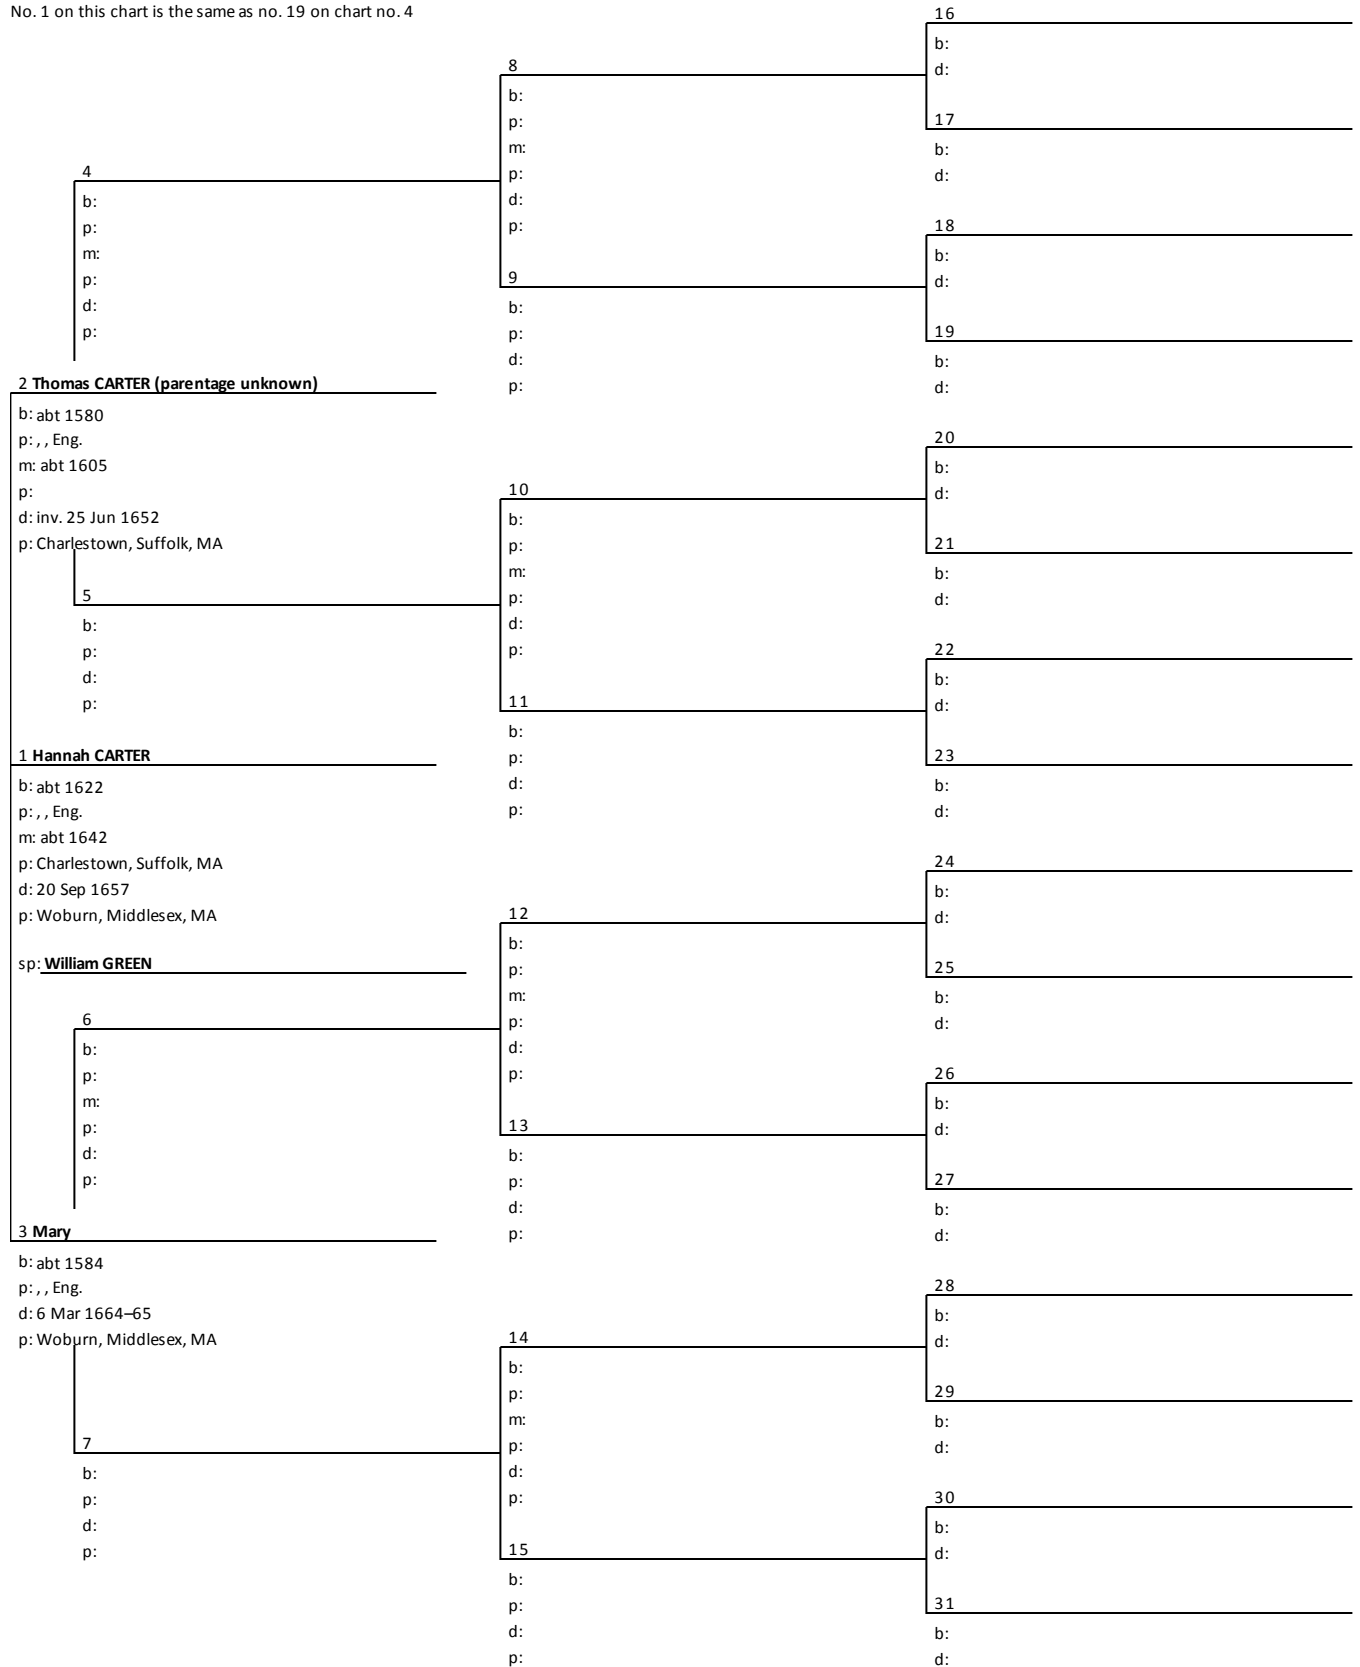 No. 1 on this chart is the same as no. 19 on chart no. 4
4
b:
p:
m:
p:
d:
p:
2 Thomas CARTER (parentage unknown)
b: abt 1580
p: , , Eng.
m: abt 1605
p:
d: inv. 25 Jun 1652
p: Charlestown, Suffolk, MA
5
b:
p:
d:
p:
1 Hannah CARTER
b: abt 1622
p: , , Eng.
m: abt 1642
p: Charlestown, Suffolk, MA
d: 20 Sep 1657
p: Woburn, Middlesex, MA
sp: William GREEN
6
b:
p:
m:
p:
d:
p:
3 Mary
b: abt 1584
p: , , Eng.
d: 6 Mar 1664–65
p: Woburn, Middlesex, MA
7
b:
p:
d:
p:
8
b:
p:
m:
p:
d:
p:
9
b:
p:
d:
p:
10
b:
p:
m:
p:
d:
p:
11
b:
p:
d:
p:
12
b:
p:
m:
p:
d:
p:
13
b:
p:
d:
p:
14
b:
p:
m:
p:
d:
p:
15
b:
p:
d:
p:
16
b:
d:
17
b:
d:
18
b:
d:
19
b:
d:
20
b:
d:
21
b:
d:
22
b:
d:
23
b:
d:
24
b:
d:
25
b:
d:
26
b:
d:
27
b:
d:
28
b:
d:
29
b:
d:
30
b:
d:
31
b:
d: